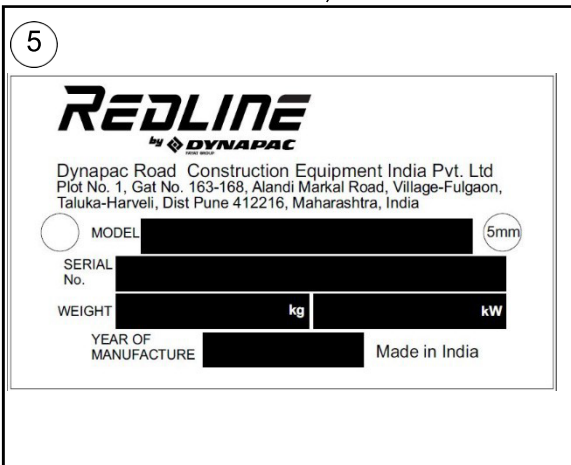 5
REDLINE
by DYNAPAC
FAYAT GROUP
Dynapac Road Construction Equipment India Pvt. Ltd
Plot No. 1, Gat No. 163-168, Alandi Markal Road, Village-Fulgaon,
Taluka-Harveli, Dist Pune 412216, Maharashtra, India
MODEL 5mm
SERIAL
No.
WEIGHT kg kW
YEAR OF
MANUFACTURE Made in India